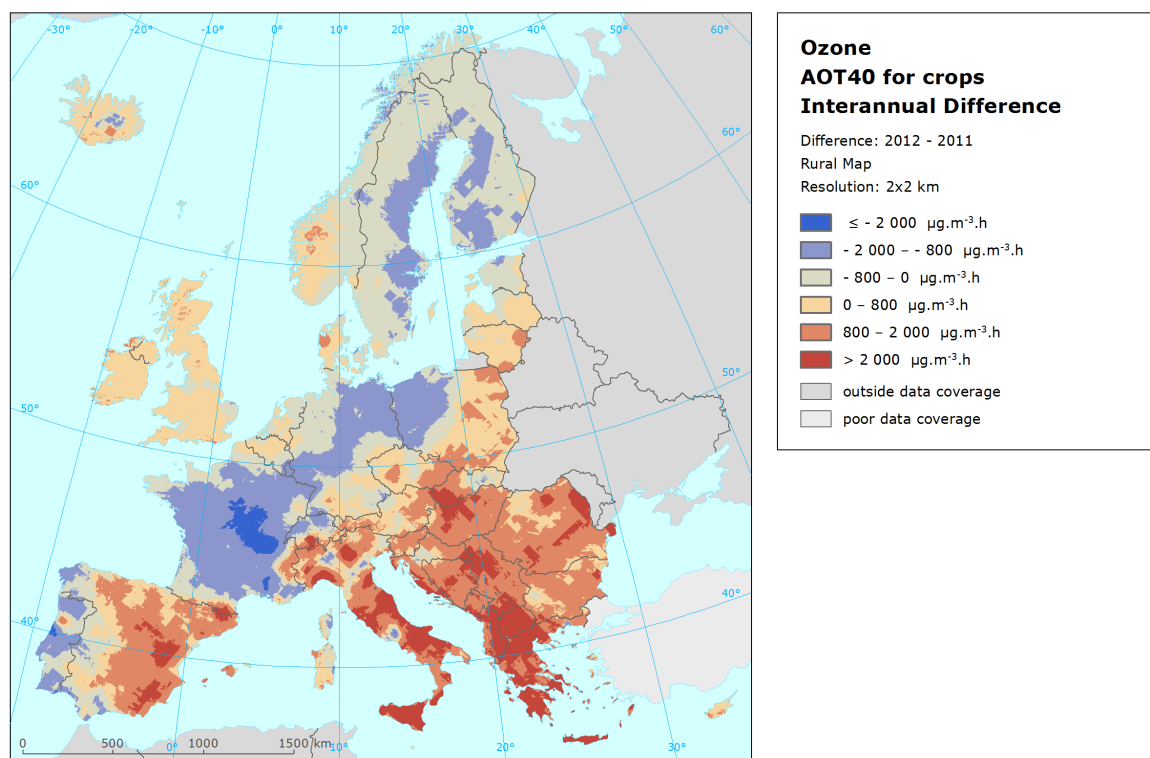 -30° -20° -10° 0° 10° 20° 30° 40° 50° 60°
60°
60°
50°
50°
40°
40°
0 500 1000 1500 km
0° 10° 20° 30°
Ozone
AOT40 for crops
Interannual Difference
Difference: 2012 - 2011
Rural Map
Resolution: 2x2 km
≤ - 2 000 µg.m⁻³.h
- 2 000 – - 800 µg.m⁻³.h
- 800 – 0 µg.m⁻³.h
0 – 800 µg.m⁻³.h
800 – 2 000 µg.m⁻³.h
> 2 000 µg.m⁻³.h
outside data coverage
poor data coverage